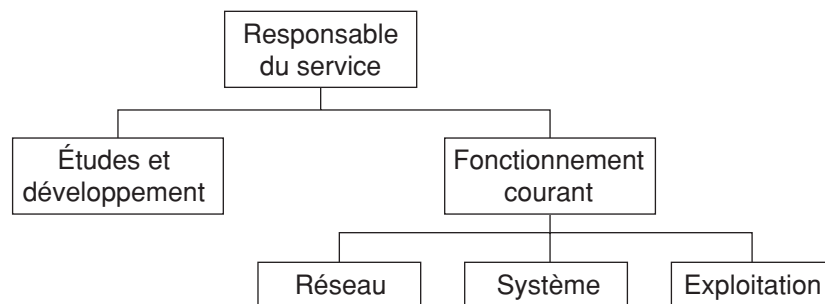 Responsable
du service
Études et
développement
Fonctionnement
courant
Réseau
Système
Exploitation